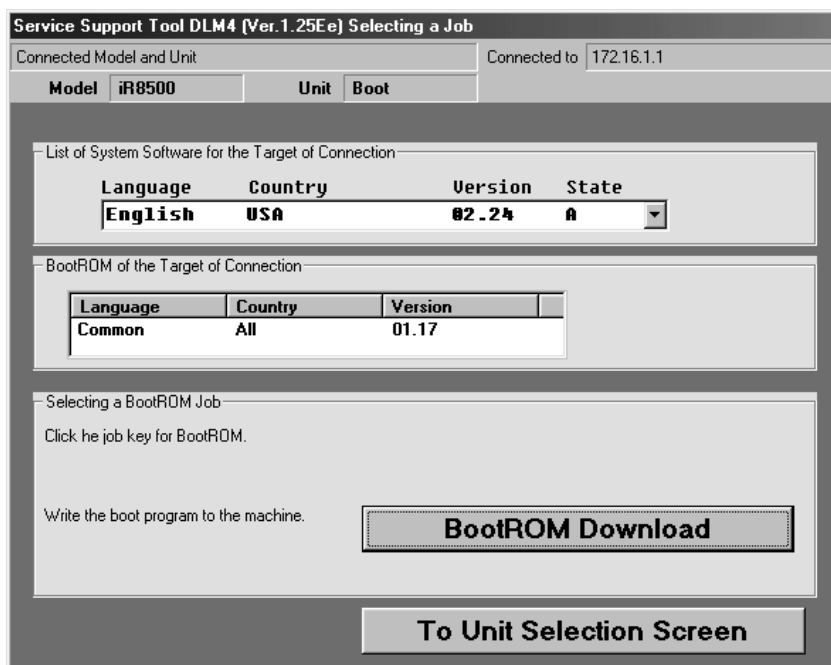 Service Support Tool DLM4 (Ver.1.25Ee) Selecting a Job
Connected Model and Unit Connected to 172.16.1.1
Model iR8500 Unit Boot
List of System Software for the Target of Connection
Language Country Version State
English USA 02.24 A
BootROM of the Target of Connection
Language Country Version
Common All 01.17
Selecting a BootROM Job
Click he job key for BootROM.
Write the boot program to the machine. BootROM Download
To Unit Selection Screen